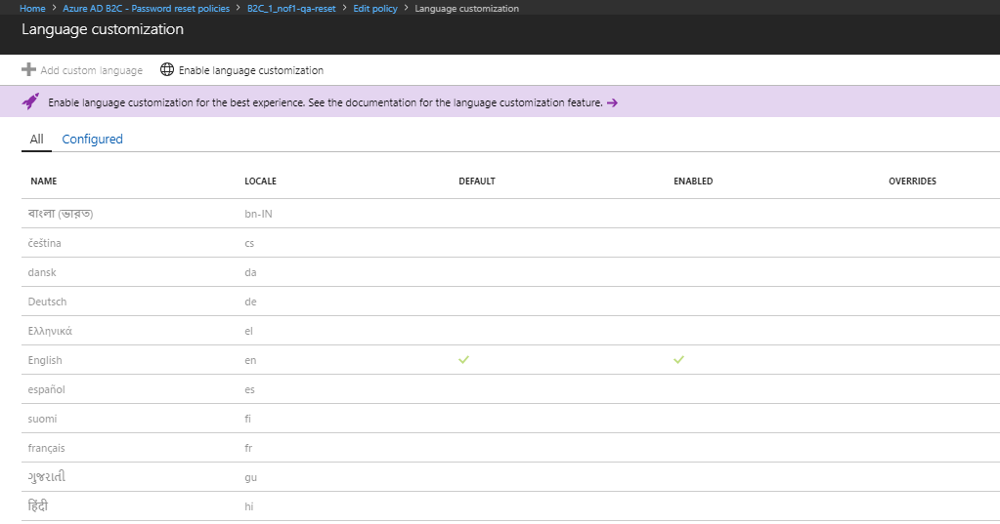 Home > Azure AD B2C - Password reset policies > B2C_1_nof1-qa-reset > Edit policy > Language customization
Language customization
Add custom language Enable language customization
Enable language customization for the best experience. See the documentation for the language customization feature. →
All Configured
NAME LOCALE DEFAULT ENABLED OVERRIDES
বাংলা (ভারত) bn-IN
čeština cs
dansk da
Deutsch de
Ελληνικά el
English en
español es
suomi fi
français fr
ગુજરાતી gu
हिंदी hi